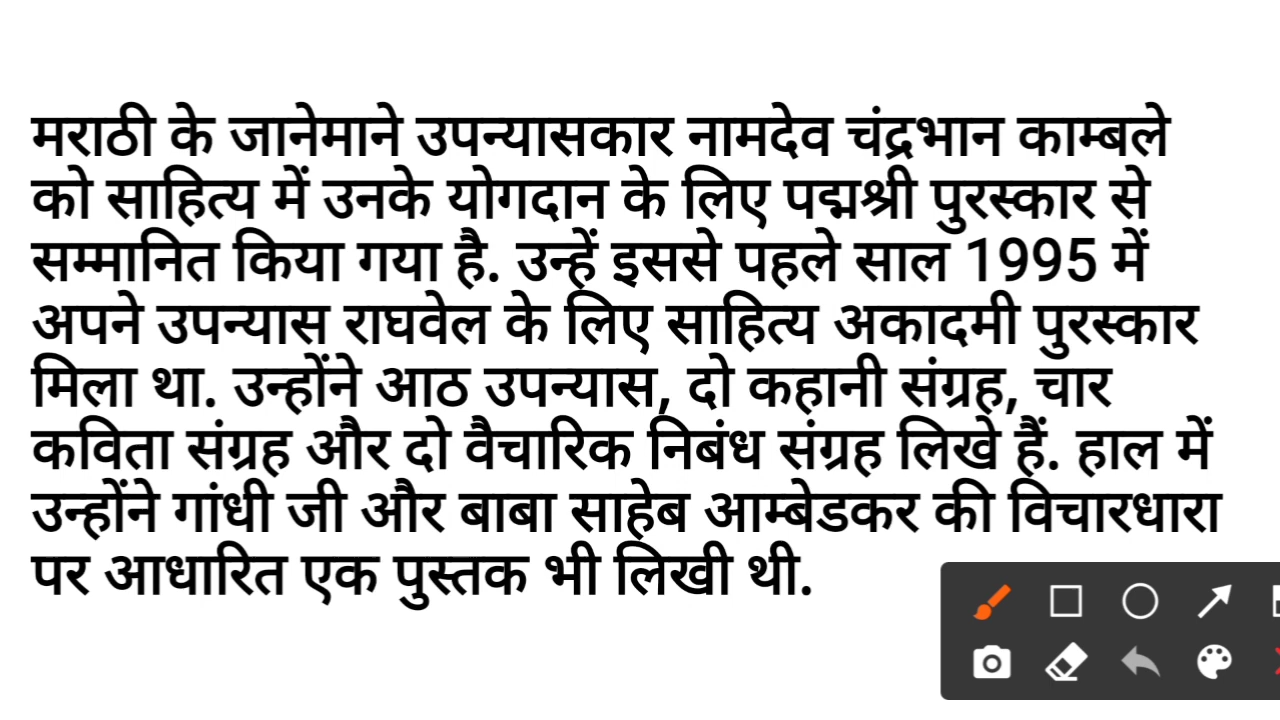 मराठी के जानेमाने उपन्यासकार नामदेव चंद्रभान काम्बले
को साहित्य में उनके योगदान के लिए पद्मश्री पुरस्कार से
सम्मानित किया गया है. उन्हें इससे पहले साल 1995 में
अपने उपन्यास राघवेल के लिए साहित्य अकादमी पुरस्कार
मिला था. उन्होंने आठ उपन्यास, दो कहानी संग्रह, चार
कविता संग्रह और दो वैचारिक निबंध संग्रह लिखे हैं. हाल में
उन्होंने गांधी जी और बाबा साहेब आम्बेडकर की विचारधारा
पर आधारित एक पुस्तक भी लिखी थी.